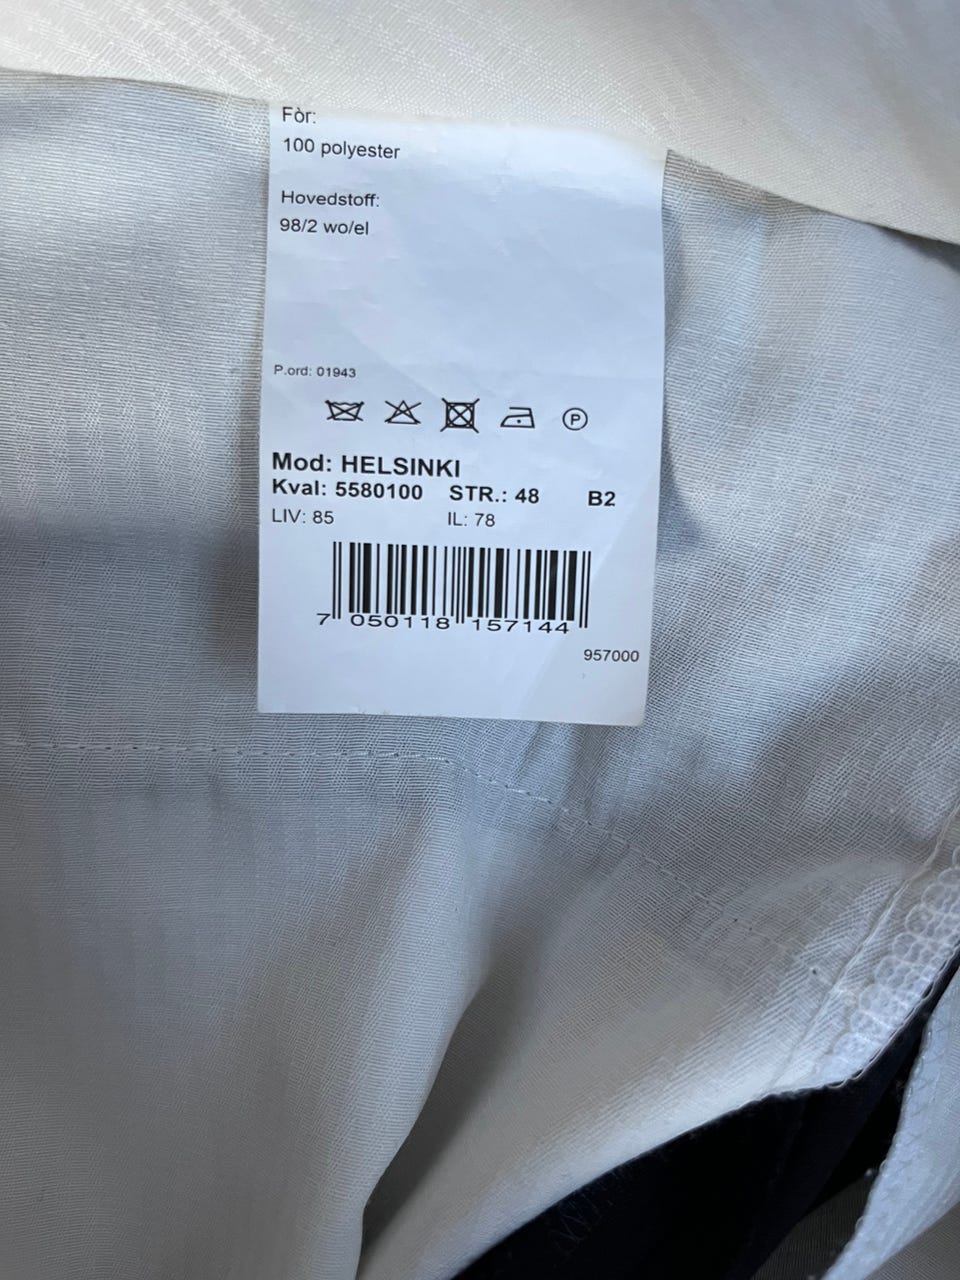 Fòr:
100 polyester
Hovedstoff:
98/2 wo/el
P.ord: 01943
P
Mod: HELSINKI
Kval: 5580100 STR.: 48 B2
LIV: 85 IL: 78
7 050118 157144
957000